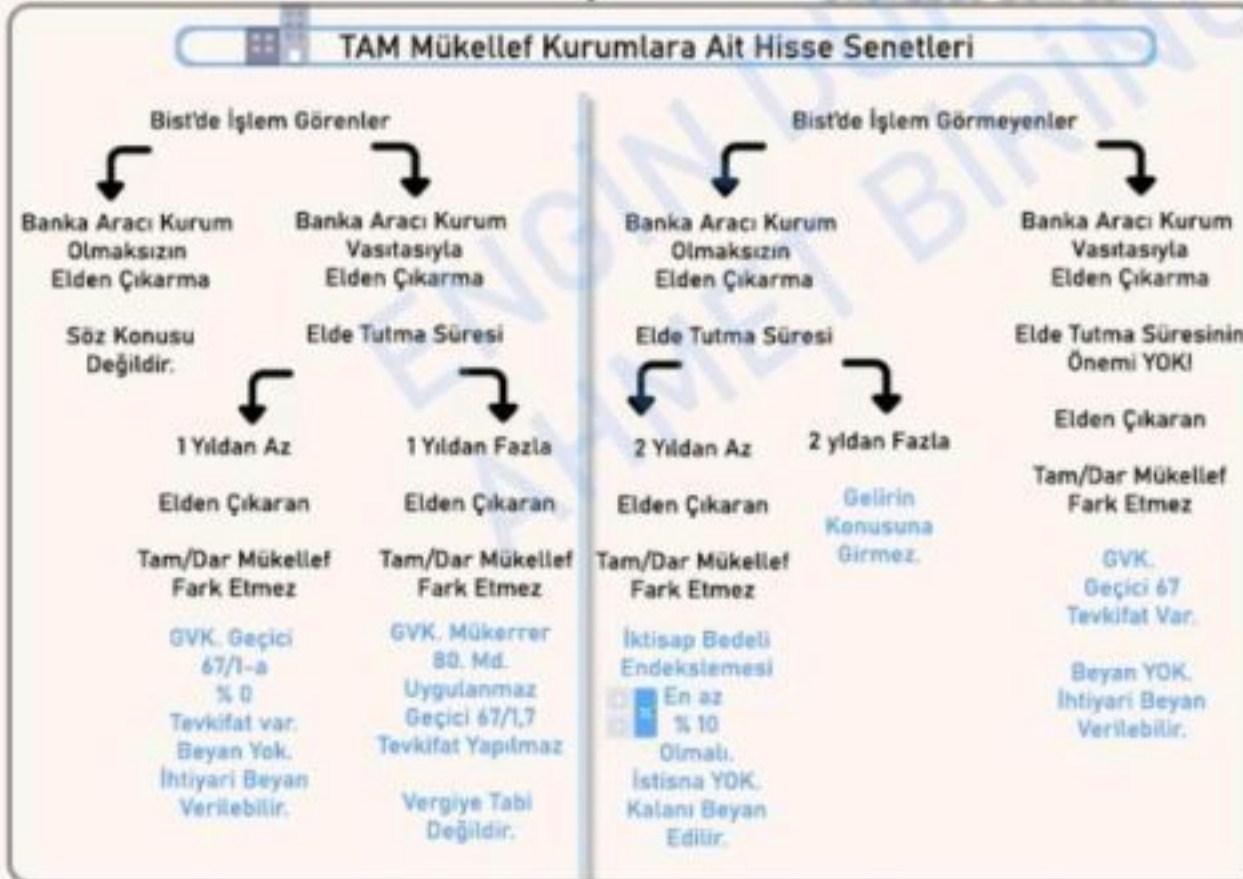 TAM Mükellef Kurumlara Ait Hisse Senetleri
Bist'de İşlem Görenler
Banka Aracı Kurum
Olmaksızın
Elden Çıkarma
Söz Konusu
Değildir.
Banka Aracı Kurum
Vasıtasıyla
Elden Çıkarma
Elde Tutma Süresi
1 Yıldan Az
Elden Çıkaran
Tam/Dar Mükellef
Fark Etmez
GVK. Geçici
67/1-a
% 0
Tevkifat var.
Beyan Yok.
İhtiyari Beyan
Verilebilir.
1 Yıldan Fazla
Elden Çıkaran
Tam/Dar Mükellef
Fark Etmez
GVK. Mükerrer
80. Md.
Uygulanmaz
Geçici 67/1,7
Tevkifat Yapılmaz
Vergiye Tabi
Değildir.
Bist'de İşlem Görmeyenler
Banka Aracı Kurum
Olmaksızın
Elden Çıkarma
Elde Tutma Süresi
2 Yıldan Az
Elden Çıkaran
Tam/Dar Mükellef
Fark Etmez
İktisap Bedeli
Endekslemesi
En az
% 10
Olmalı.
İstisna YOK.
Kalanı Beyan
Edilir.
2 yldan Fazla
Gelirin
Konusuna
Girmez.
Banka Aracı Kurum
Vasıtasıyla
Elden Çıkarma
Elde Tutma Süresinin
Önemi YOK!
Elden Çıkaran
Tam/Dar Mükellef
Fark Etmez
GVK.
Geçici 67
Tevkifat Var.
Beyan YOK.
İhtiyari Beyan
Verilebilir.
ENGİN
AHMET BİRİNC